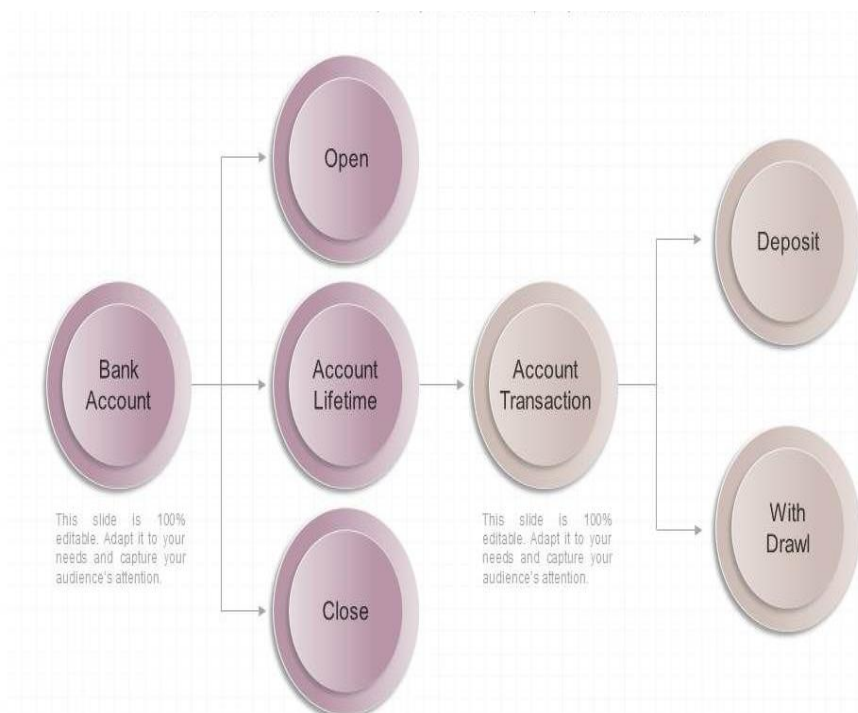 Open
Deposit
Bank
Account
Account
Lifetime
Account
Transaction
This slide is 100%
editable. Adapt it to your
needs and capture your
audience's attention.
This slide is 100%
editable. Adapt it to your
needs and capture your
audience's attention.
With
Drawl
Close